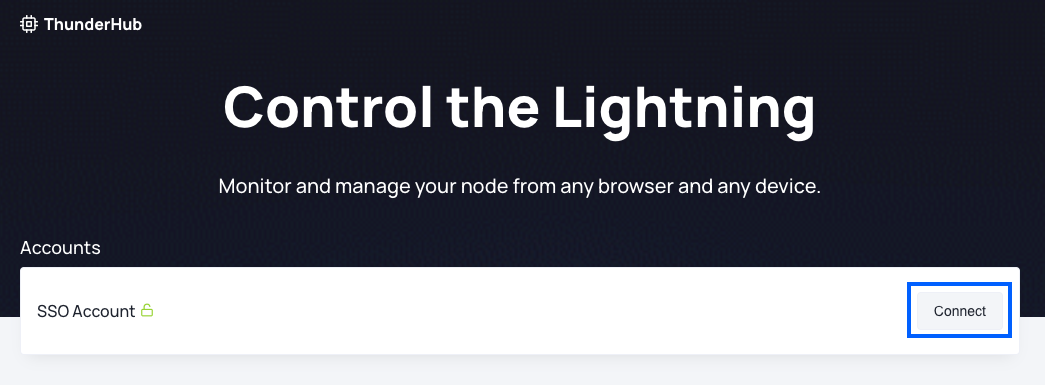 ThunderHub
Control the Lightning
Monitor and manage your node from any browser and any device.
Accounts
SSO Account
Connect